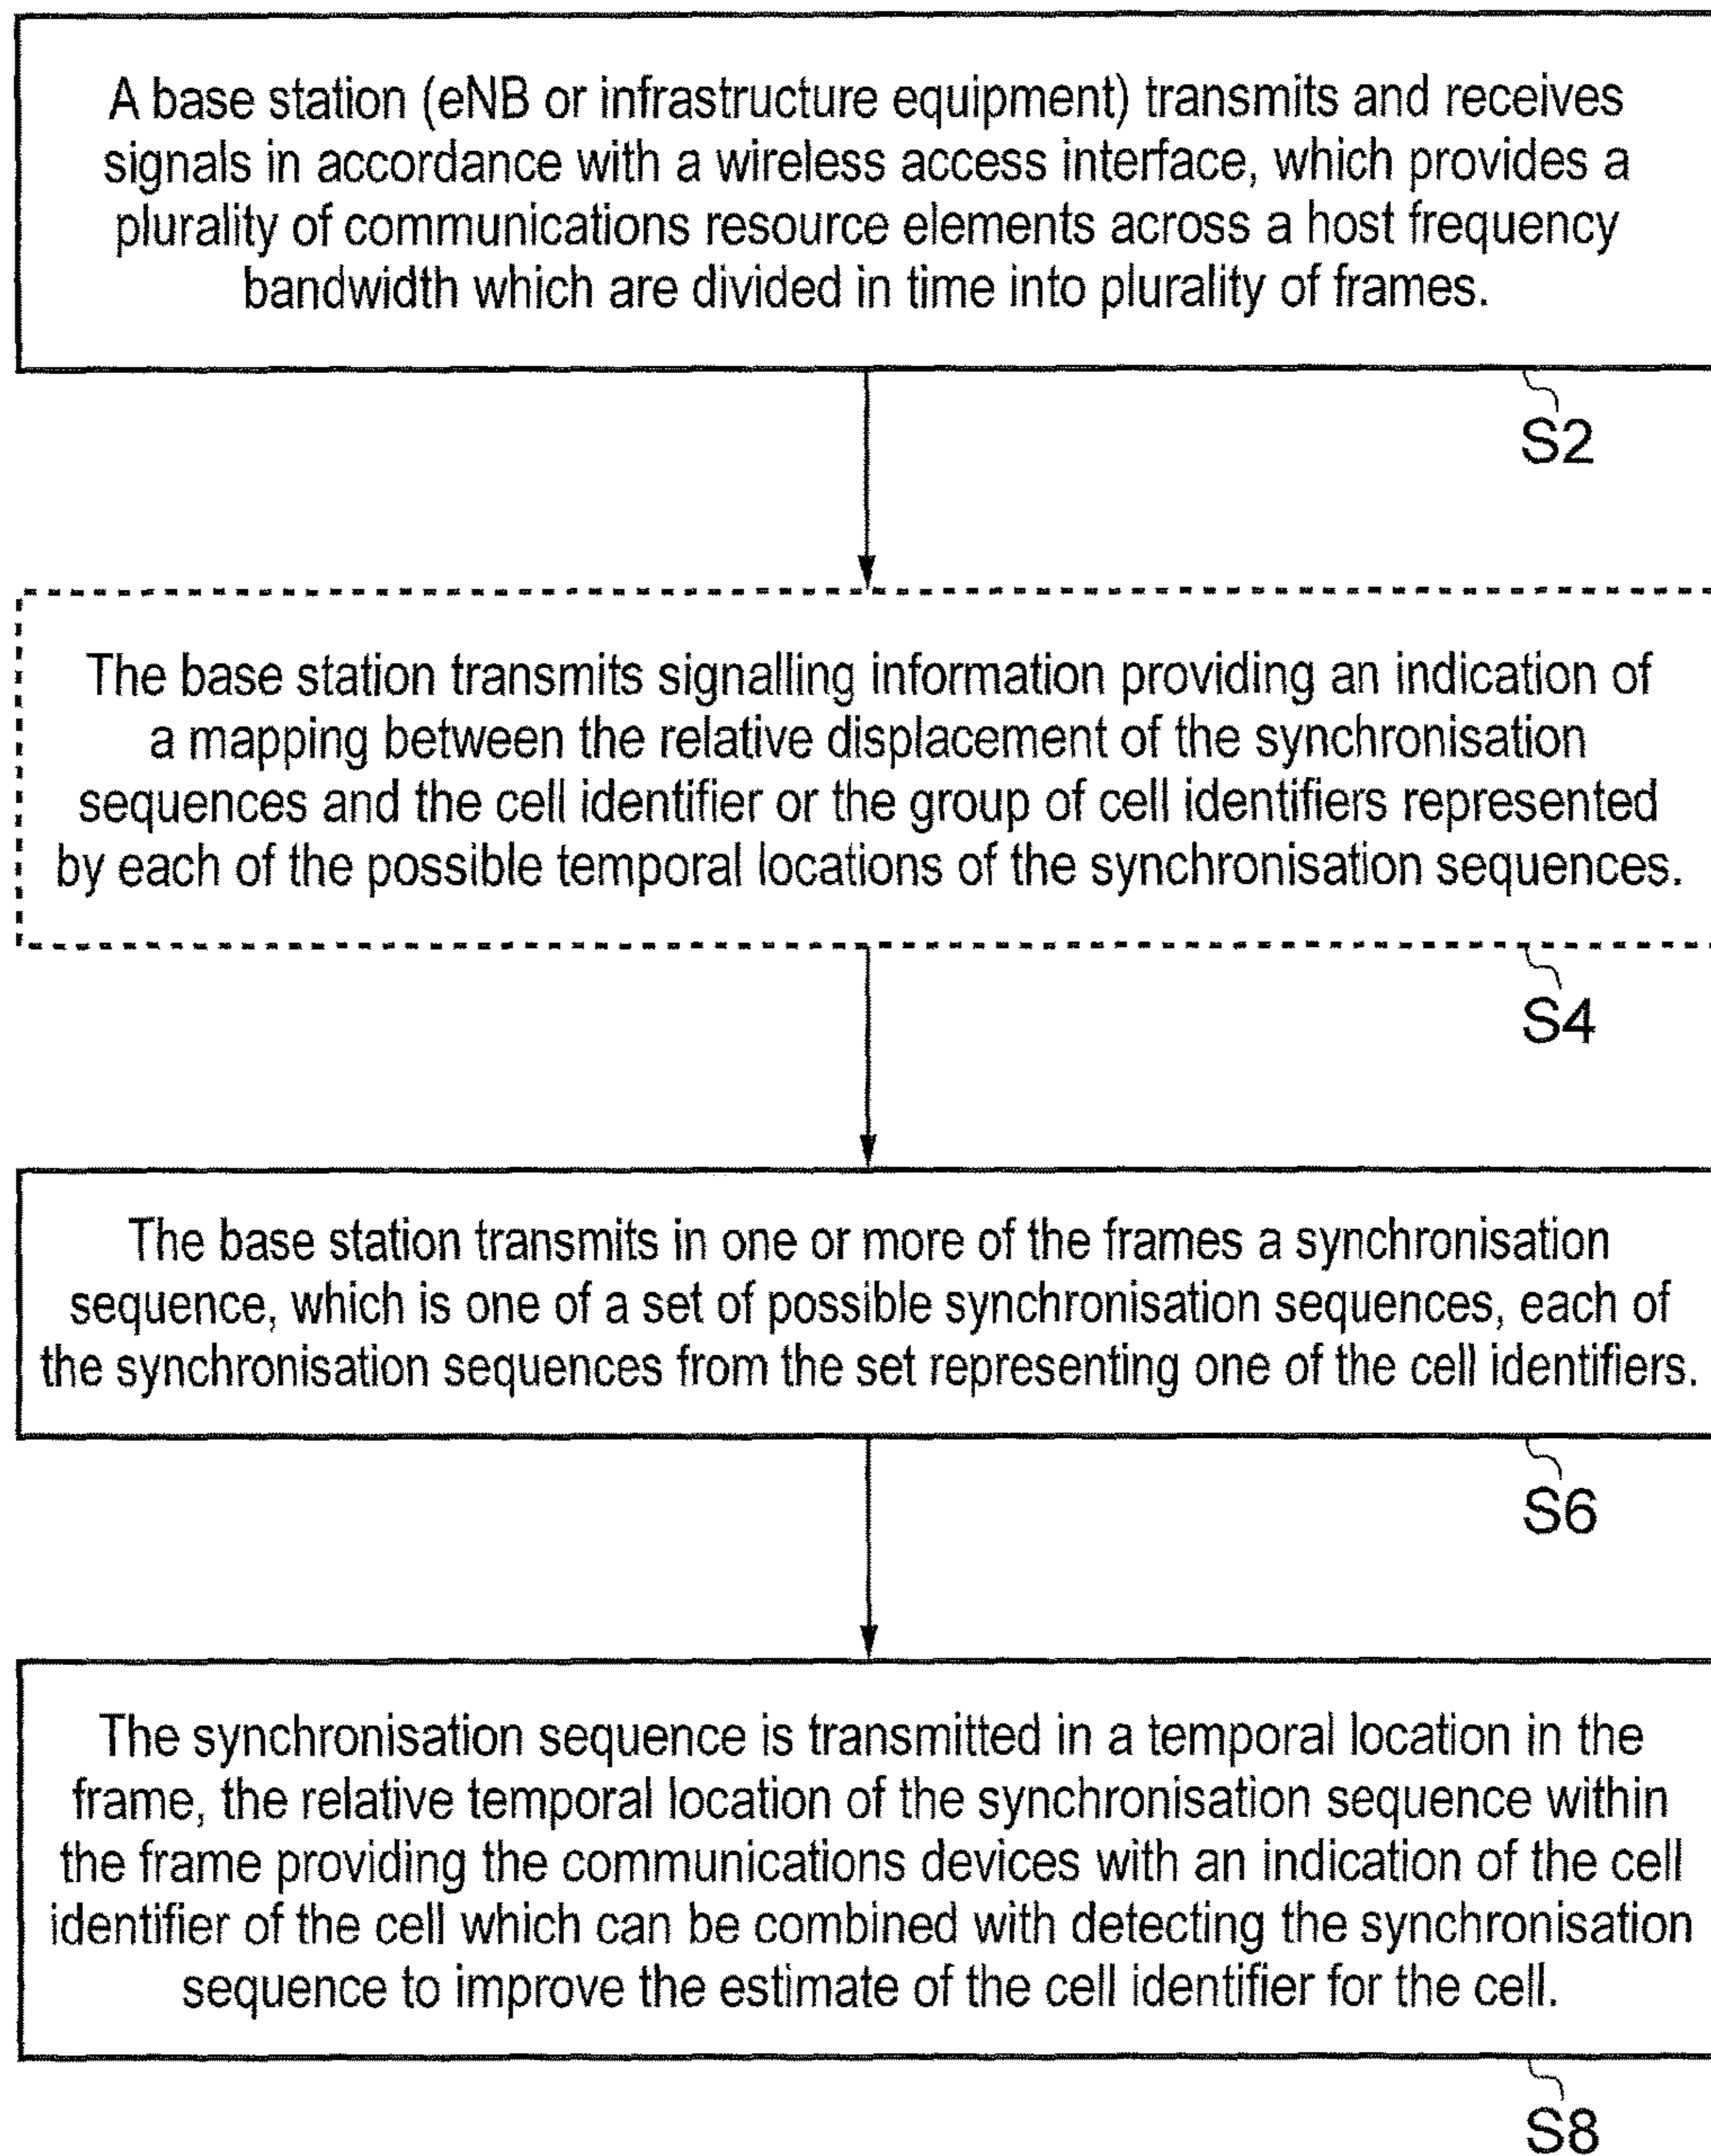 A base station (eNB or infrastructure equipment) transmits and receives
signals in accordance with a wireless access interface, which provides a
plurality of communications resource elements across a host frequency
bandwidth which are divided in time into plurality of frames.
S2
The base station transmits signalling information providing an indication of
a mapping between the relative displacement of the synchronisation
sequences and the cell identifier or the group of cell identifiers represented
by each of the possible temporal locations of the synchronisation sequences.
S4
The base station transmits in one or more of the frames a synchronisation
sequence, which is one of a set of possible synchronisation sequences, each of
the synchronisation sequences from the set representing one of the cell identifiers.
S6
The synchronisation sequence is transmitted in a temporal location in the
frame, the relative temporal location of the synchronisation sequence within
the frame providing the communications devices with an indication of the cell
identifier of the cell which can be combined with detecting the synchronisation
sequence to improve the estimate of the cell identifier for the cell.
S8